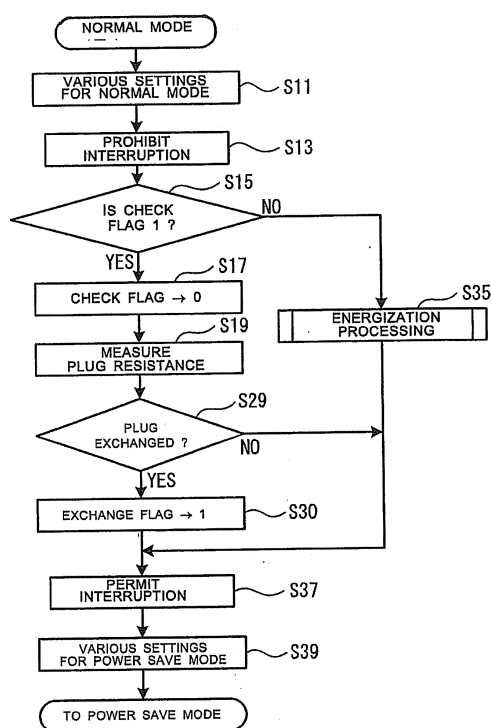 NORMAL MODE
VARIOUS SETTINGS
FOR NORMAL MODE
S11
PROHIBIT
INTERRUPTION
S13
S15
IS CHECK
FLAG 1 ?
NO
YES
S17
CHECK FLAG → 0
S35
ENERGIZATION
PROCESSING
S19
MEASURE
PLUG RESISTANCE
S29
PLUG
EXCHANGED ?
NO
YES
EXCHANGE FLAG → 1
S30
PERMIT
INTERRUPTION
S37
VARIOUS SETTINGS
FOR POWER SAVE MODE
S39
TO POWER SAVE MODE